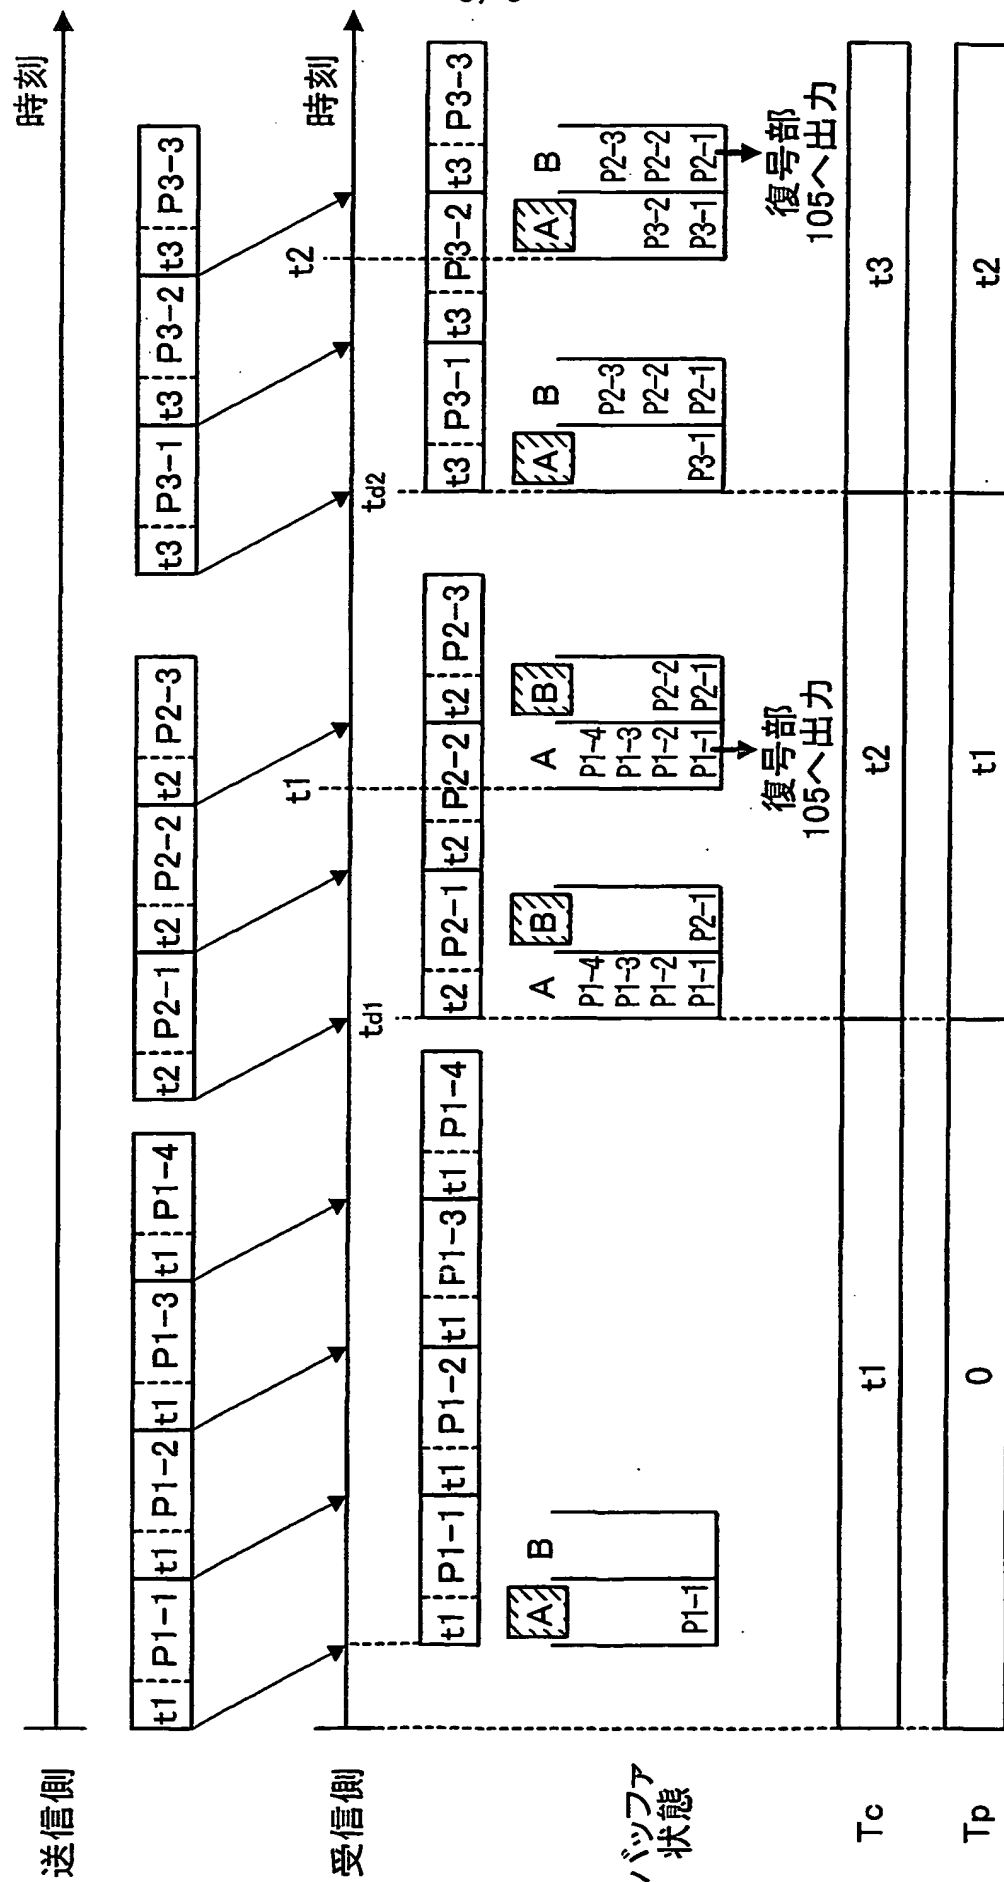 送信側
時刻
t1 P1-1 t1 P1-2 t1 P1-3 t1 P1-4
t2 P2-1 t2 P2-2 t2 P2-3
t3 P3-1 t3 P3-2 t3 P3-3
受信側
時刻
td1
t1
td2
t2
t1 P1-1 t1 P1-2 t1 P1-3 t1 P1-4
t2 P2-1 t2 P2-2 t2 P2-3
t3 P3-1 t3 P3-2 t3 P3-3
バッファ
状態
A B
P1-1
A B
P1-4
P1-3
P1-2
P1-1 P2-1
A B
P1-4
P1-3
P1-2 P2-2
P1-1 P2-1
復号部
105へ出力
A B
P2-3
P2-2
P3-1 P2-1
A B
P2-3
P3-2 P2-2
P3-1 P2-1
復号部
105へ出力
Tc
t1 t2 t3
Tp
0 t1 t2